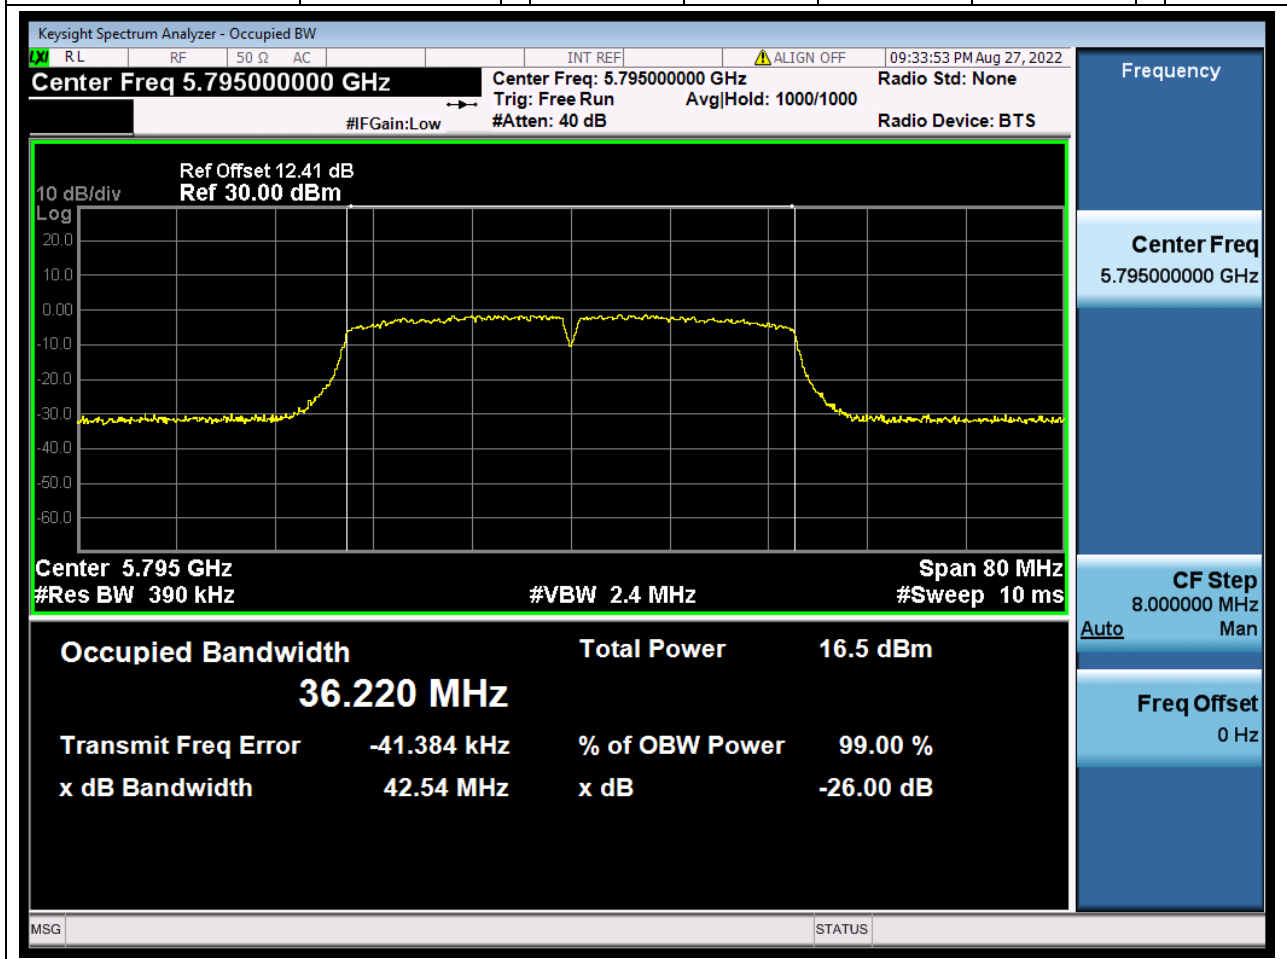 Keysight Spectrum Analyzer - Occupied BW
LXI RL RF 50 Ω AC INT REF ALIGN OFF 09:33:53 PM Aug 27, 2022
Center Freq 5.795000000 GHz
Center Freq: 5.795000000 GHz
Radio Std: None
Trig: Free Run Avg|Hold: 1000/1000
#IFGain:Low
#Atten: 40 dB
Radio Device: BTS
Ref Offset 12.41 dB
10 dB/div Ref 30.00 dBm
Log
20.0
10.0
0.00
-10.0
-20.0
-30.0
-40.0
-50.0
-60.0
Center 5.795 GHz Span 80 MHz
#Res BW 390 kHz #VBW 2.4 MHz #Sweep 10 ms
Occupied Bandwidth Total Power 16.5 dBm
36.220 MHz
Transmit Freq Error -41.384 kHz % of OBW Power 99.00 %
x dB Bandwidth 42.54 MHz x dB -26.00 dB
MSG STATUS
Frequency
Center Freq
5.795000000 GHz
CF Step
8.000000 MHz
Auto Man
Freq Offset
0 Hz